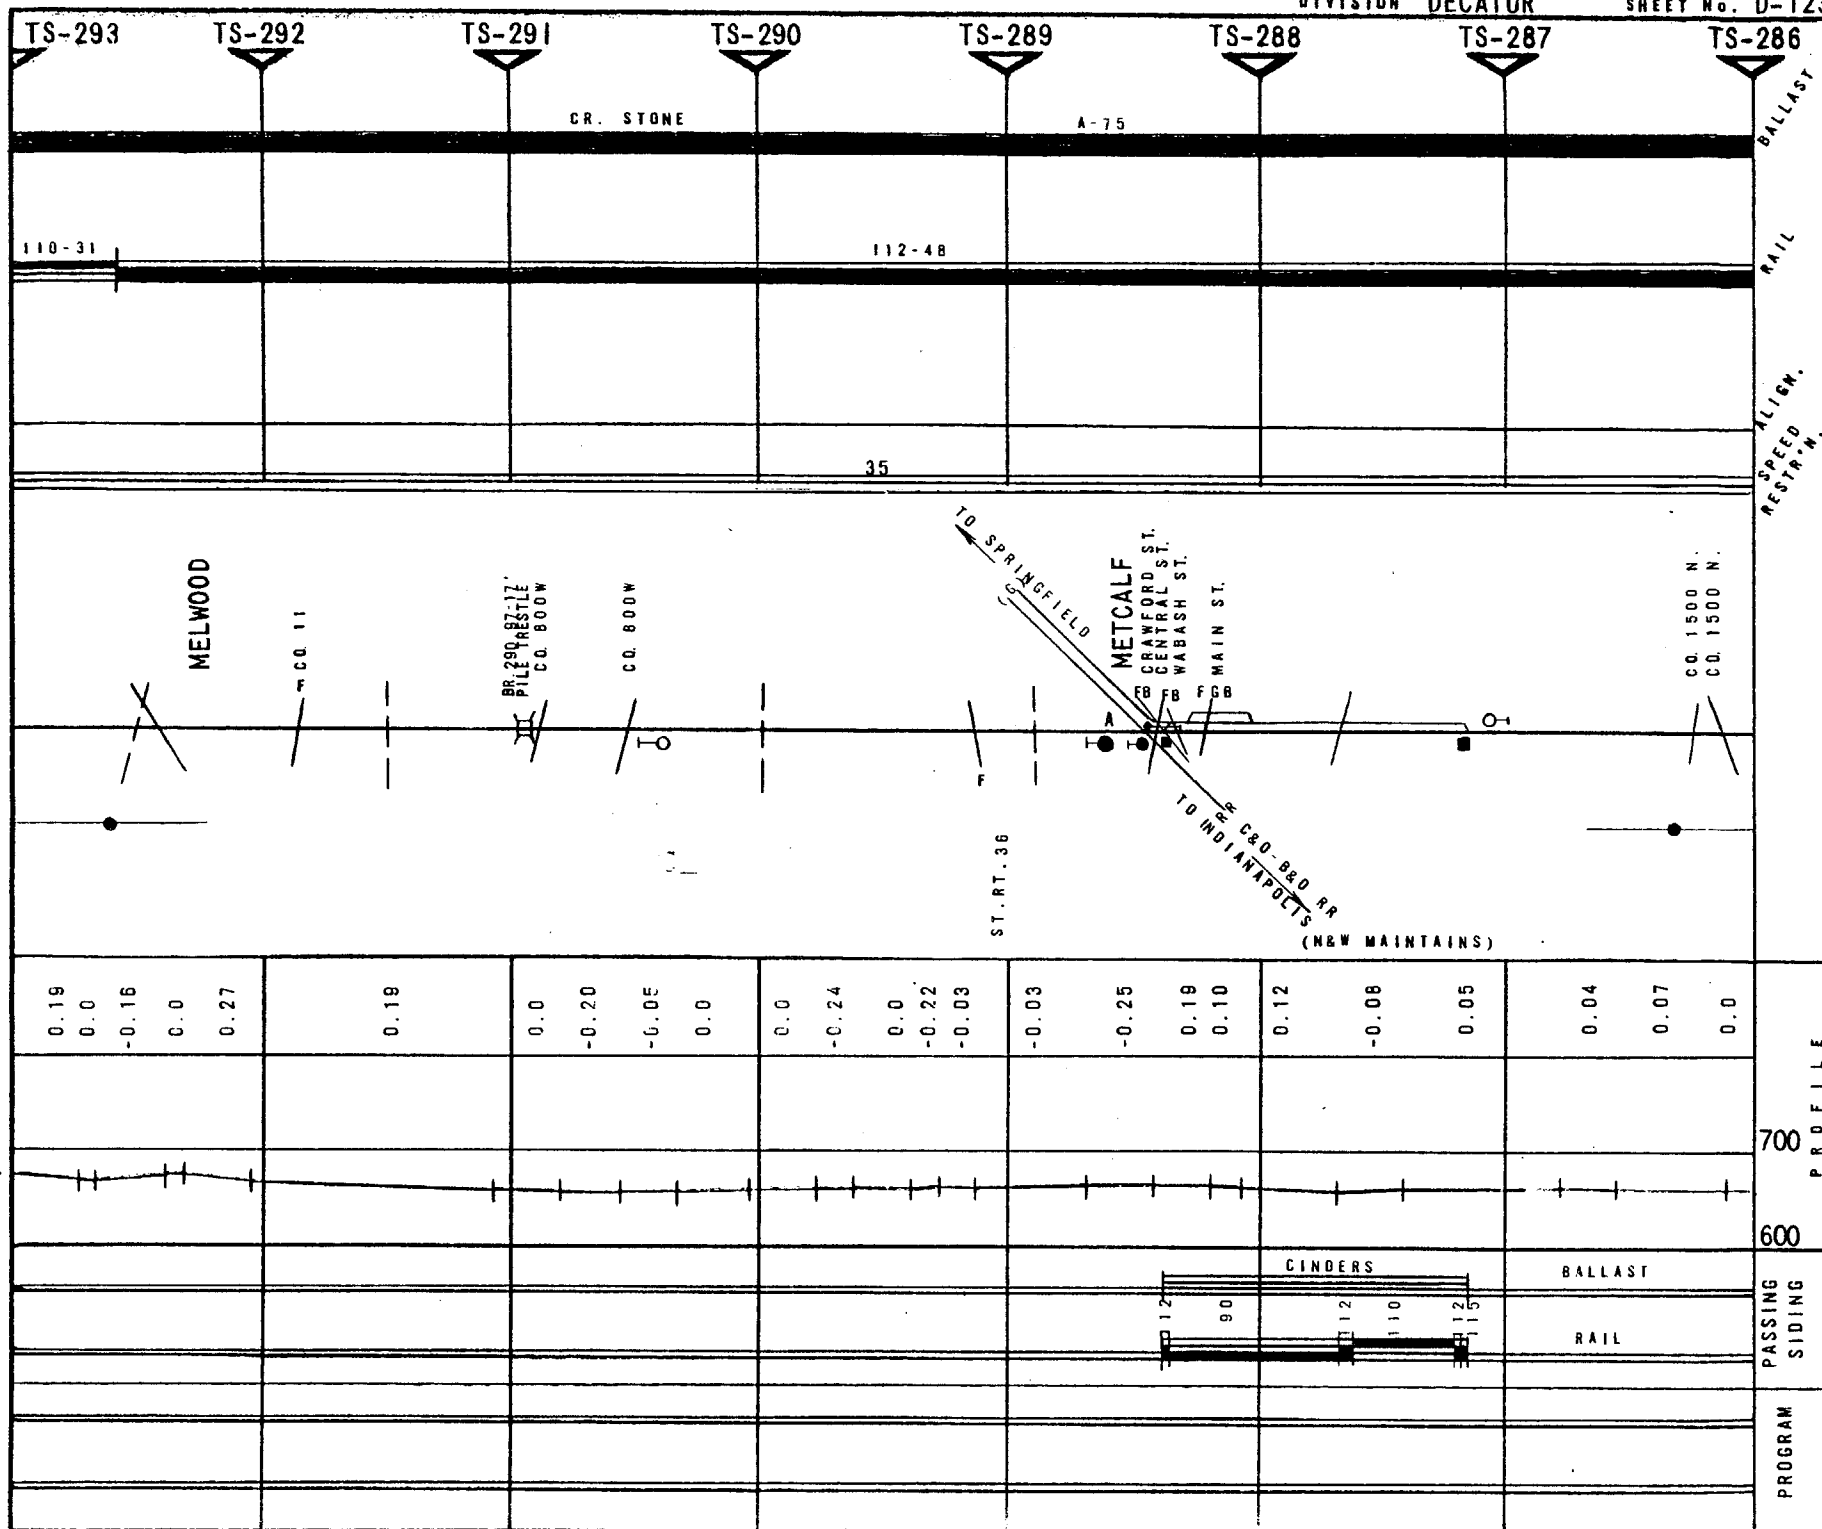 DIVISION DECATUR SHEET No. D-123
TS-293 TS-292 TS-291 TS-290 TS-289 TS-288 TS-287 TS-286
CR. STONE A-75
BALLAST
110-31 112-48
RAIL
ALIGN.
35
SPEED RESTR'N.
MELWOOD
CO. 11
F
BR. 290.97-17'
PILE TRESTLE
CO. 800W
CO. 800W
TO SPRINGFIELD
METCALF
CRAWFORD ST.
CENTRAL ST.
WABASH ST.
MAIN ST.
FB FB FGB
A
F
CO. 1500 N.
CO. 1500 N.
ST.RT.36
RR
C&O-B&O RR
TO INDIANAPOLIS
(N&W MAINTAINS)
0.19 0.0 -0.16 0.0 0.27 0.19 0.0 -0.20 -0.05 0.0 0.0 -0.24 0.0 -0.22 -0.03 -0.03 -0.25 0.19 0.10 0.12 -0.08 0.05 0.04 0.07 0.0
PROFILE
700
600
CINDERS BALLAST
112 90 112 110 112 115
RAIL
PASSING SIDING
PROGRAM